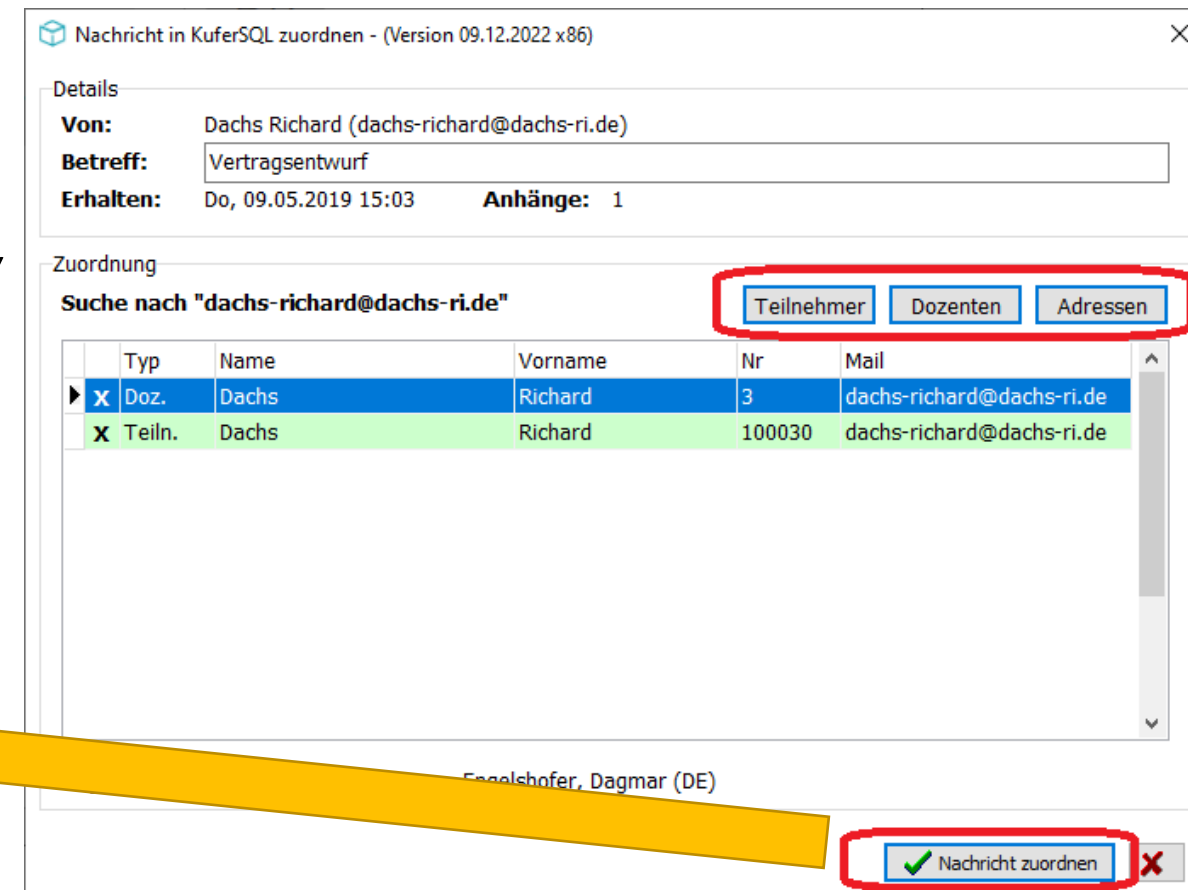 Nachricht in KuferSQL zuordnen - (Version 09.12.2022 x86)
Details
Von: Dachs Richard (dachs-richard@dachs-ri.de)
Betreff: Vertragsentwurf
Erhalten: Do, 09.05.2019 15:03 Anhänge: 1
Zuordnung
Suche nach "dachs-richard@dachs-ri.de" Teilnehmer Dozenten Adressen
Typ Name Vorname Nr Mail
X Doz. Dachs Richard 3 dachs-richard@dachs-ri.de
X Teiln. Dachs Richard 100030 dachs-richard@dachs-ri.de
Engelshofer, Dagmar (DE)
Nachricht zuordnen